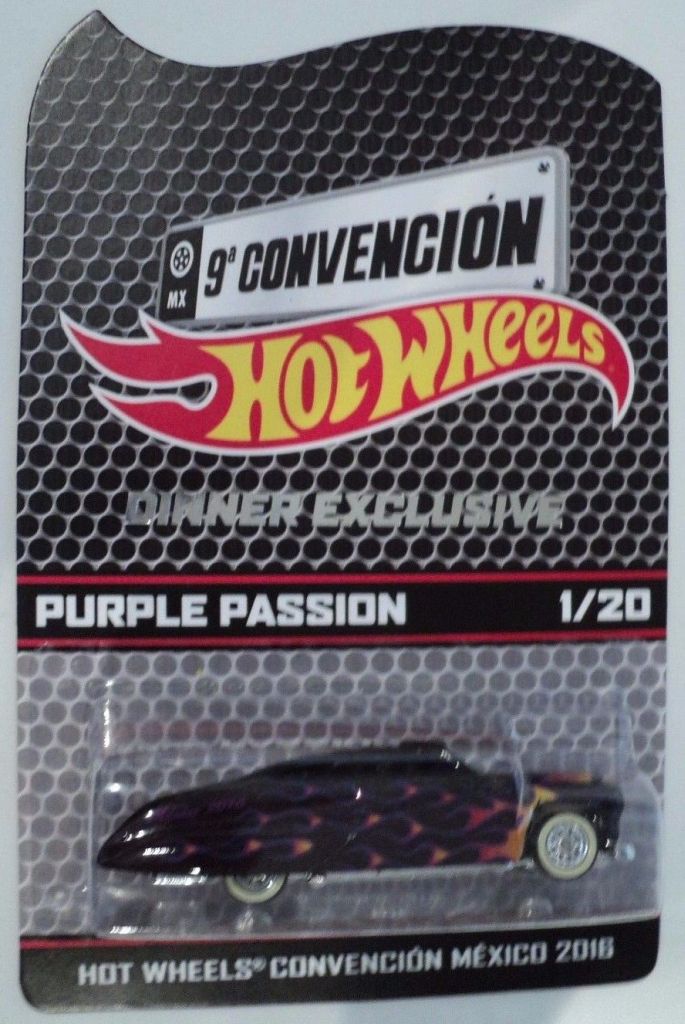 9ª CONVENCIÓN
MX
HOT WHEELS
DINNER EXCLUSIVE
PURPLE PASSION 1/20
HOT WHEELS® CONVENCIÓN MÉXICO 2016